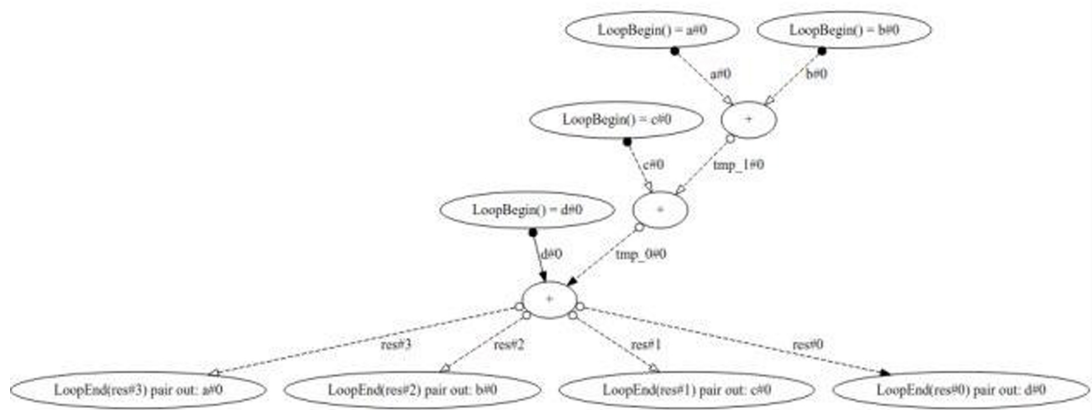 LoopBegin() = a#0
LoopBegin() = b#0
a#0
b#0
LoopBegin() = c#0
+
c#0
tmp_1#0
LoopBegin() = d#0
+
d#0
tmp_0#0
+
res#3
res#2
res#1
res#0
LoopEnd(res#3) pair out: a#0
LoopEnd(res#2) pair out: b#0
LoopEnd(res#1) pair out: c#0
LoopEnd(res#0) pair out: d#0